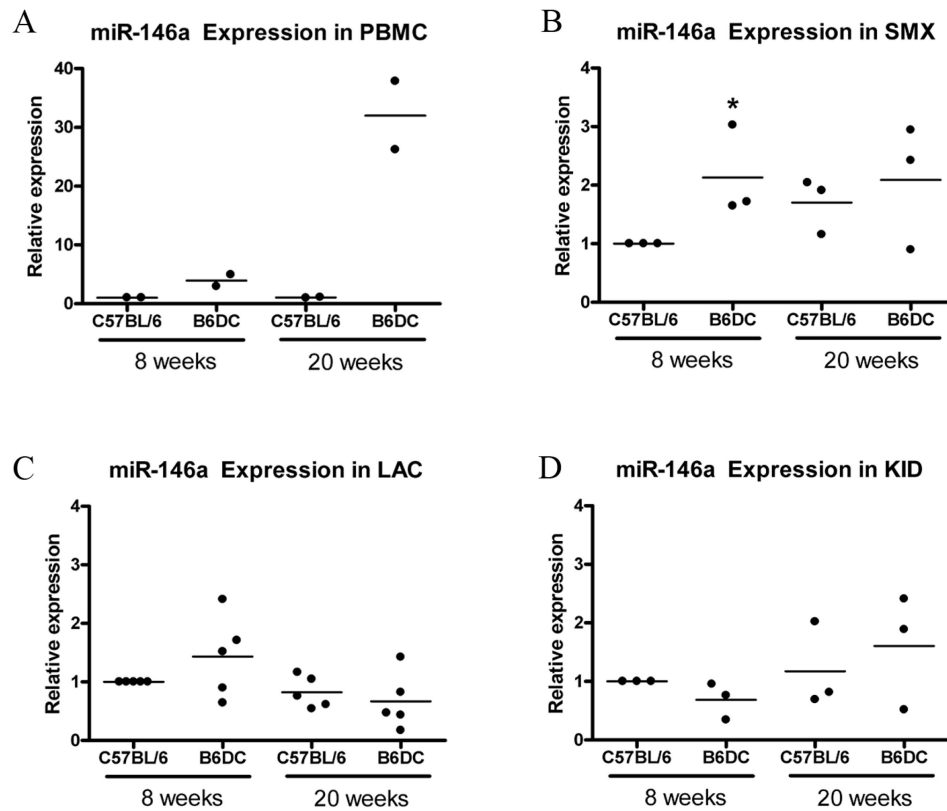 A
miR-146a Expression in PBMC
Relative expression
40
30
20
10
0
C57BL/6 B6DC C57BL/6 B6DC
8 weeks 20 weeks
B
miR-146a Expression in SMX
Relative expression
4
3
2
1
0
*
C57BL/6 B6DC C57BL/6 B6DC
8 weeks 20 weeks
C
miR-146a Expression in LAC
Relative expression
4
3
2
1
0
C57BL/6 B6DC C57BL/6 B6DC
8 weeks 20 weeks
D
miR-146a Expression in KID
Relative expression
4
3
2
1
0
C57BL/6 B6DC C57BL/6 B6DC
8 weeks 20 weeks